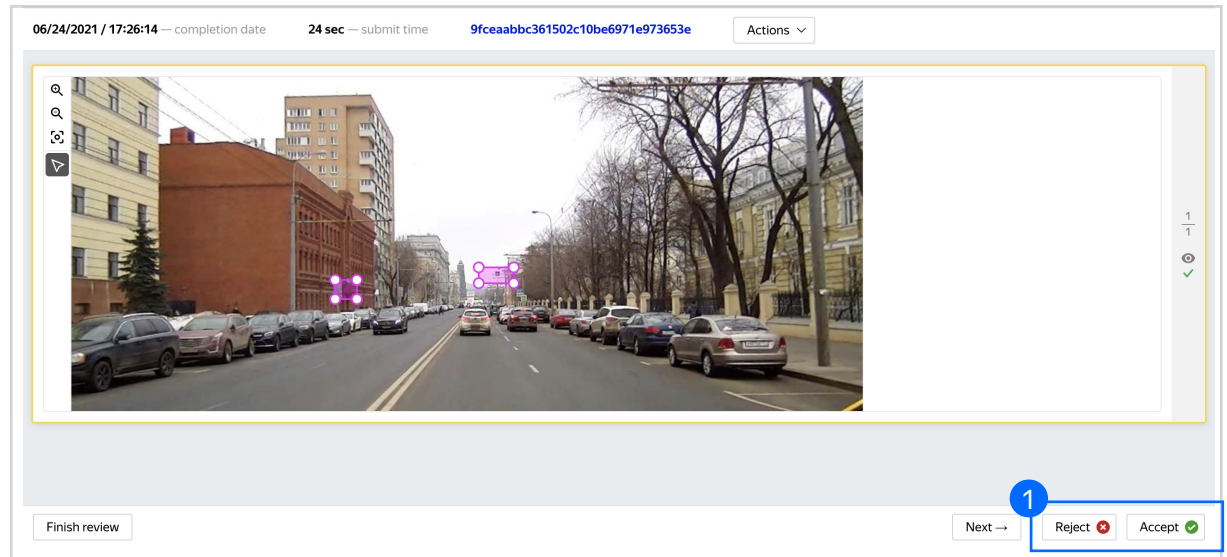 06/24/2021 / 17:26:14 — completion date 24 sec — submit time 9fceaabbc361502c10be6971e973653e Actions
1
1
1
Finish review Next → Reject Accept